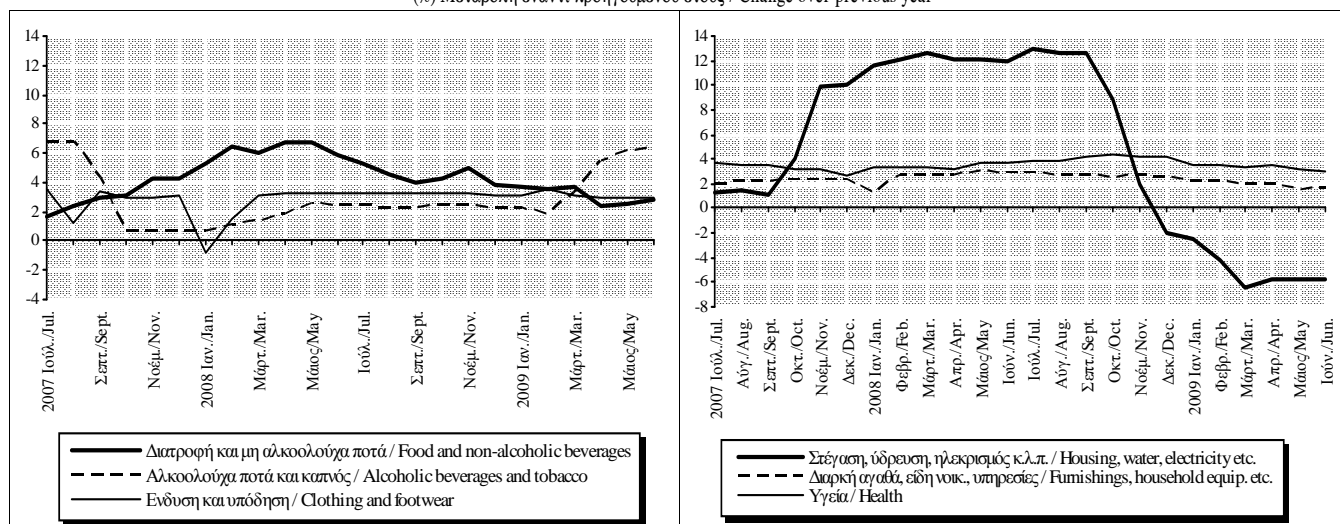 (%) Μεταβολή έναντι προηγούμενου έτους / Change over previous year
14
12
10
8
6
4
2
0
-2
-4
2007 Ιούλ./Jul.
Σεπτ./Sept.
Νοέμ./Nov.
2008 Ιαν./Jan.
Μάρτ./Mar.
Μάιος/May
Ιούλ./Jul.
Σεπτ./Sept.
Νοέμ./Nov.
2009 Ιαν./Jan.
Μάρτ./Mar.
Μάιος/May
Διατροφή και μη αλκοολούχα ποτά / Food and non-alcoholic beverages
Αλκοολούχα ποτά και καπνός / Alcoholic beverages and tobacco
Ενδυση και υπόδηση / Clothing and footwear
14
12
10
8
6
4
2
0
-2
-4
-6
-8
2007 Ιούλ./Jul.
Αύγ./Aug.
Σεπτ./Sept.
Οκτ./Oct.
Νοέμ./Nov.
Δεκ./Dec.
2008 Ιαν./Jan.
Φεβρ./Feb.
Μάρτ./Mar.
Απρ./Apr.
Μάιος/May
Ιούν./Jun.
Ιούλ./Jul.
Αύγ./Aug.
Σεπτ./Sept.
Οκτ./Oct.
Νοέμ./Nov.
Δεκ./Dec.
2009 Ιαν./Jan.
Φεβρ./Feb.
Μάρτ./Mar.
Απρ./Apr.
Μάιος/May
Ιούν./Jun.
Στέγαση, ύδρευση, ηλεκρισμός κ.λ.π. / Housing, water, electricity etc.
Διαρκή αγαθά, είδη νοικ., υπηρεσίες / Furnishings, household equip. etc.
Υγεία / Health